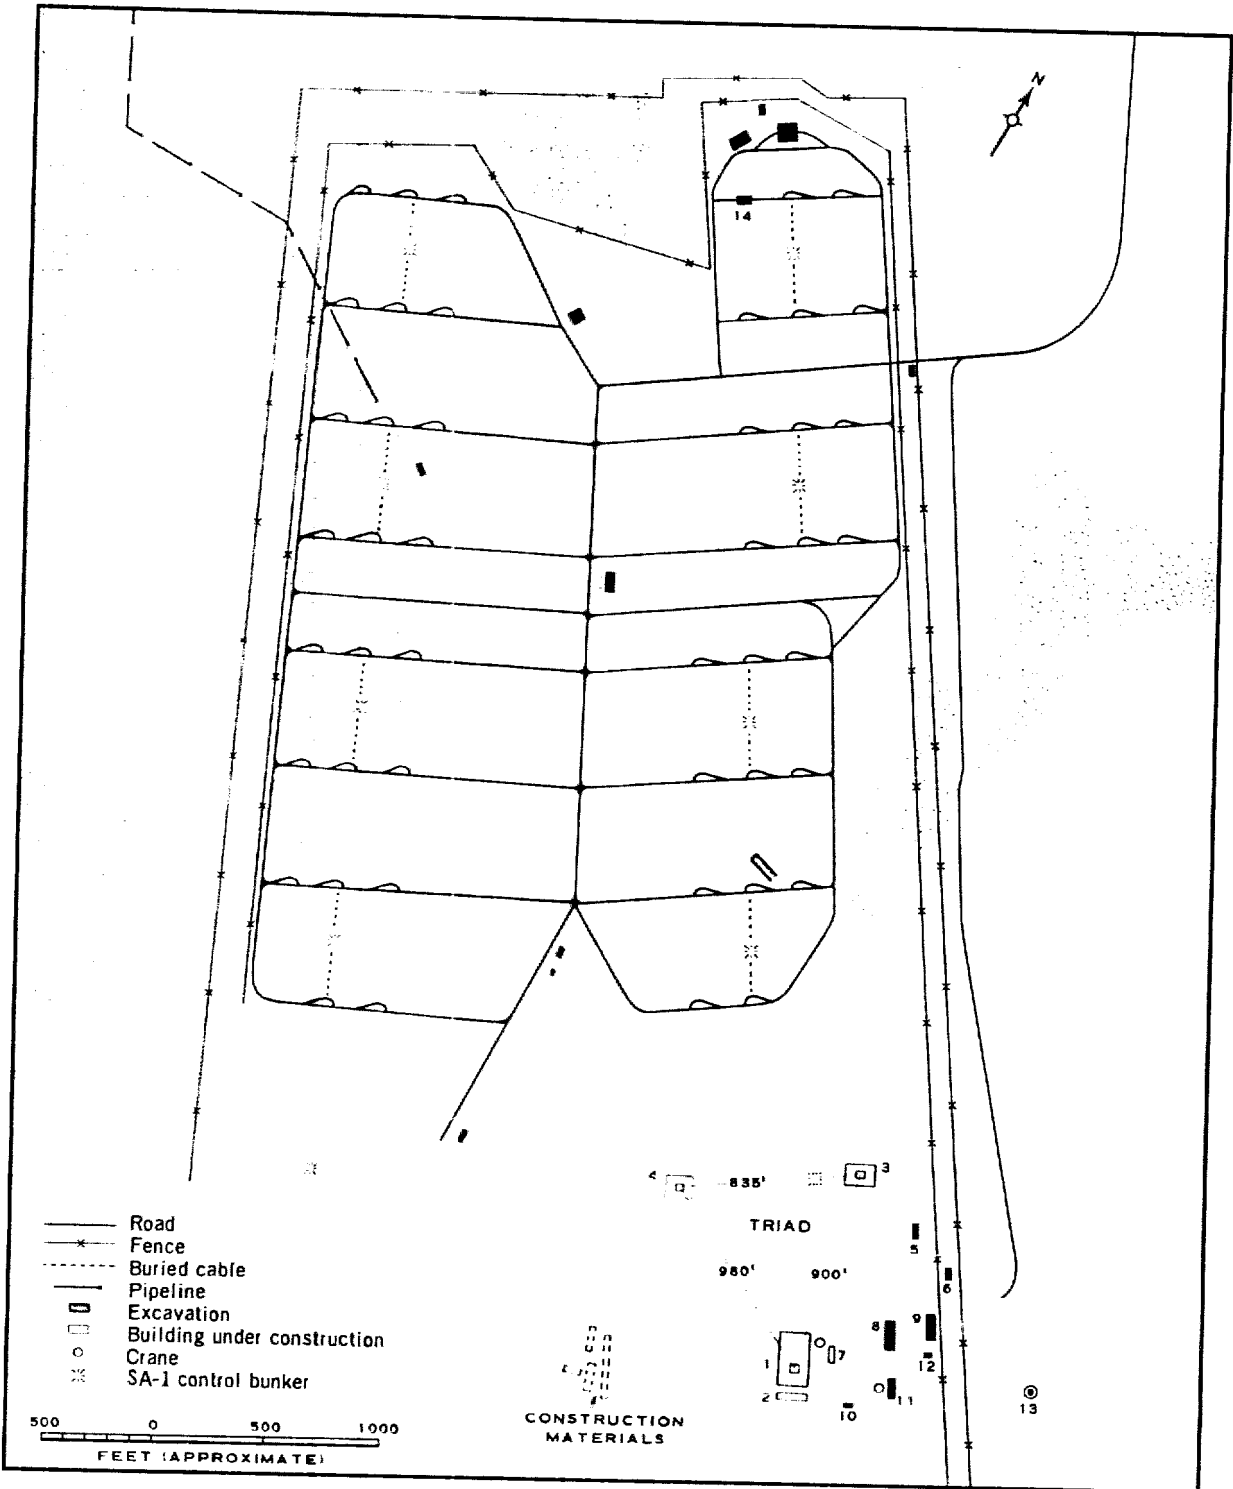 N
14
4
835'
3
TRIAD
5
980'
900'
6
8
9
1
7
12
2
11
10
13
CONSTRUCTION
MATERIALS
Road
Fence
Buried cable
Pipeline
Excavation
Building under construction
Crane
SA-1 control bunker
500 0 500 1000
FEET (APPROXIMATE)